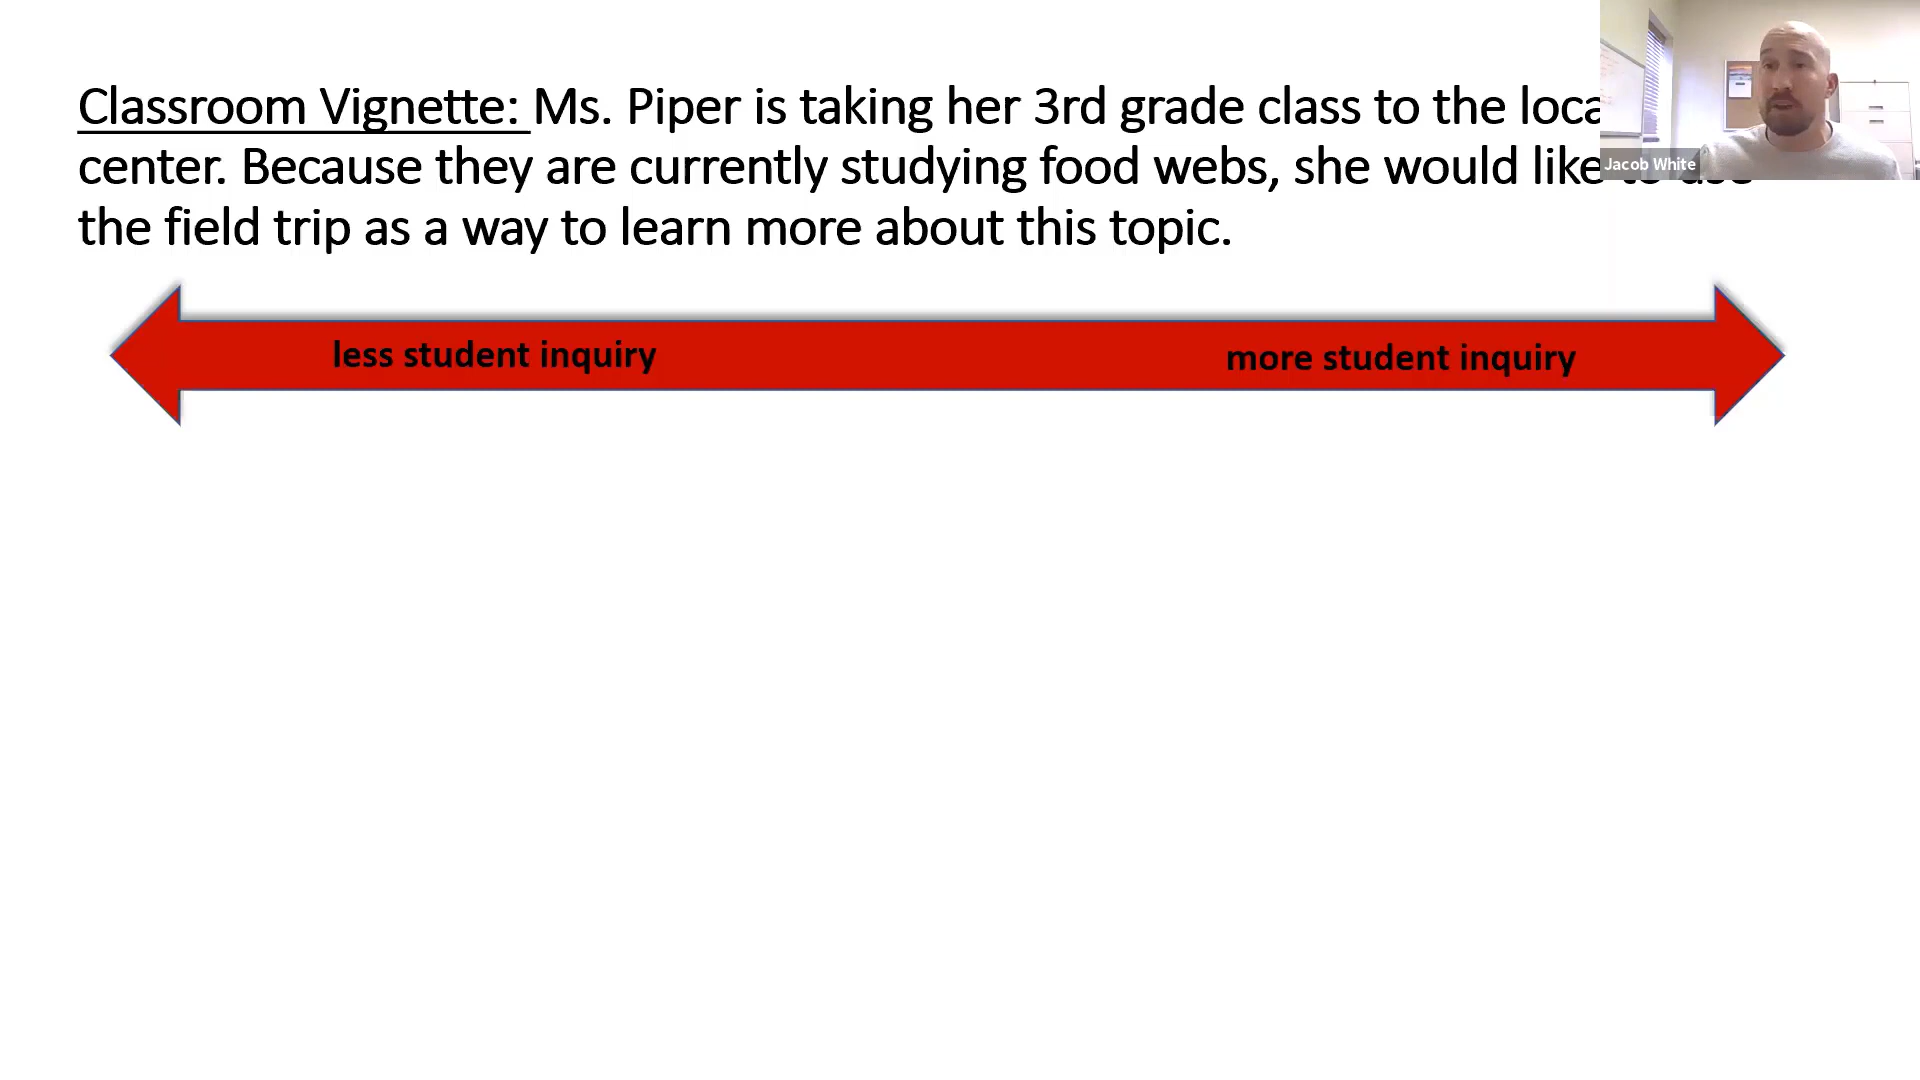 Classroom Vignette: Ms. Piper is taking her 3rd grade class to the loca
center. Because they are currently studying food webs, she would like to use
the field trip as a way to learn more about this topic.
less student inquiry
more student inquiry
Jacob White